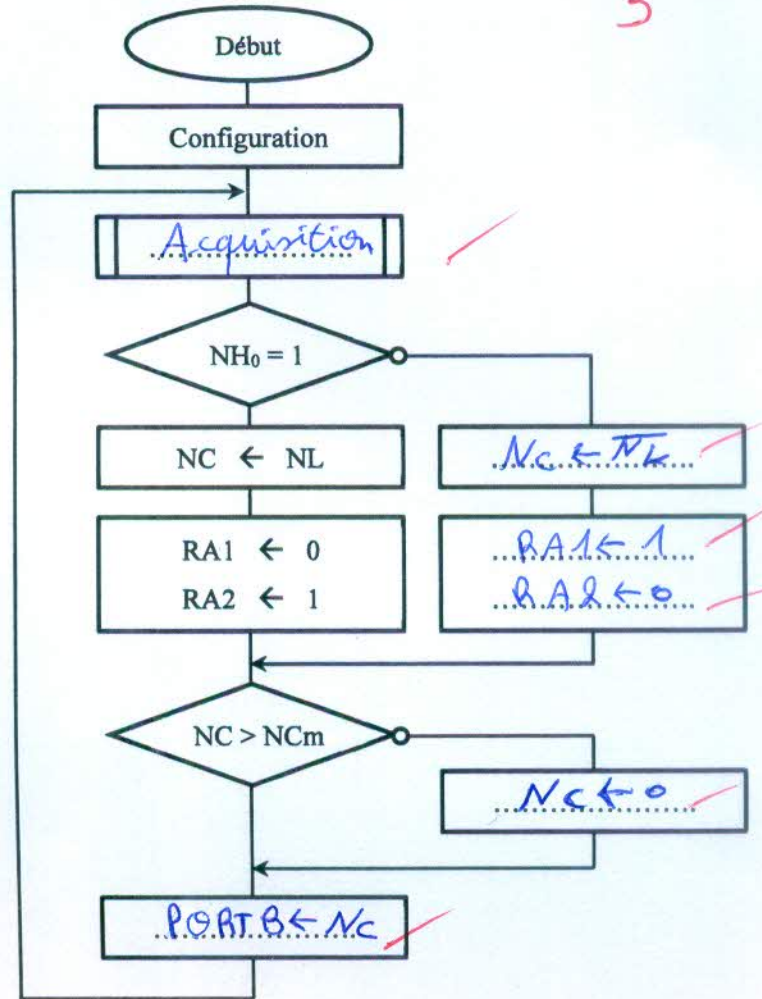 3
Début
Configuration
Acquisition
NH₀ = 1
NC ← NL
Nc ← N̅L̅
RA1 ← 0
RA2 ← 1
RA1 ← 1
RA2 ← 0
NC > NCm
Nc ← 0
PORTB ← Nc